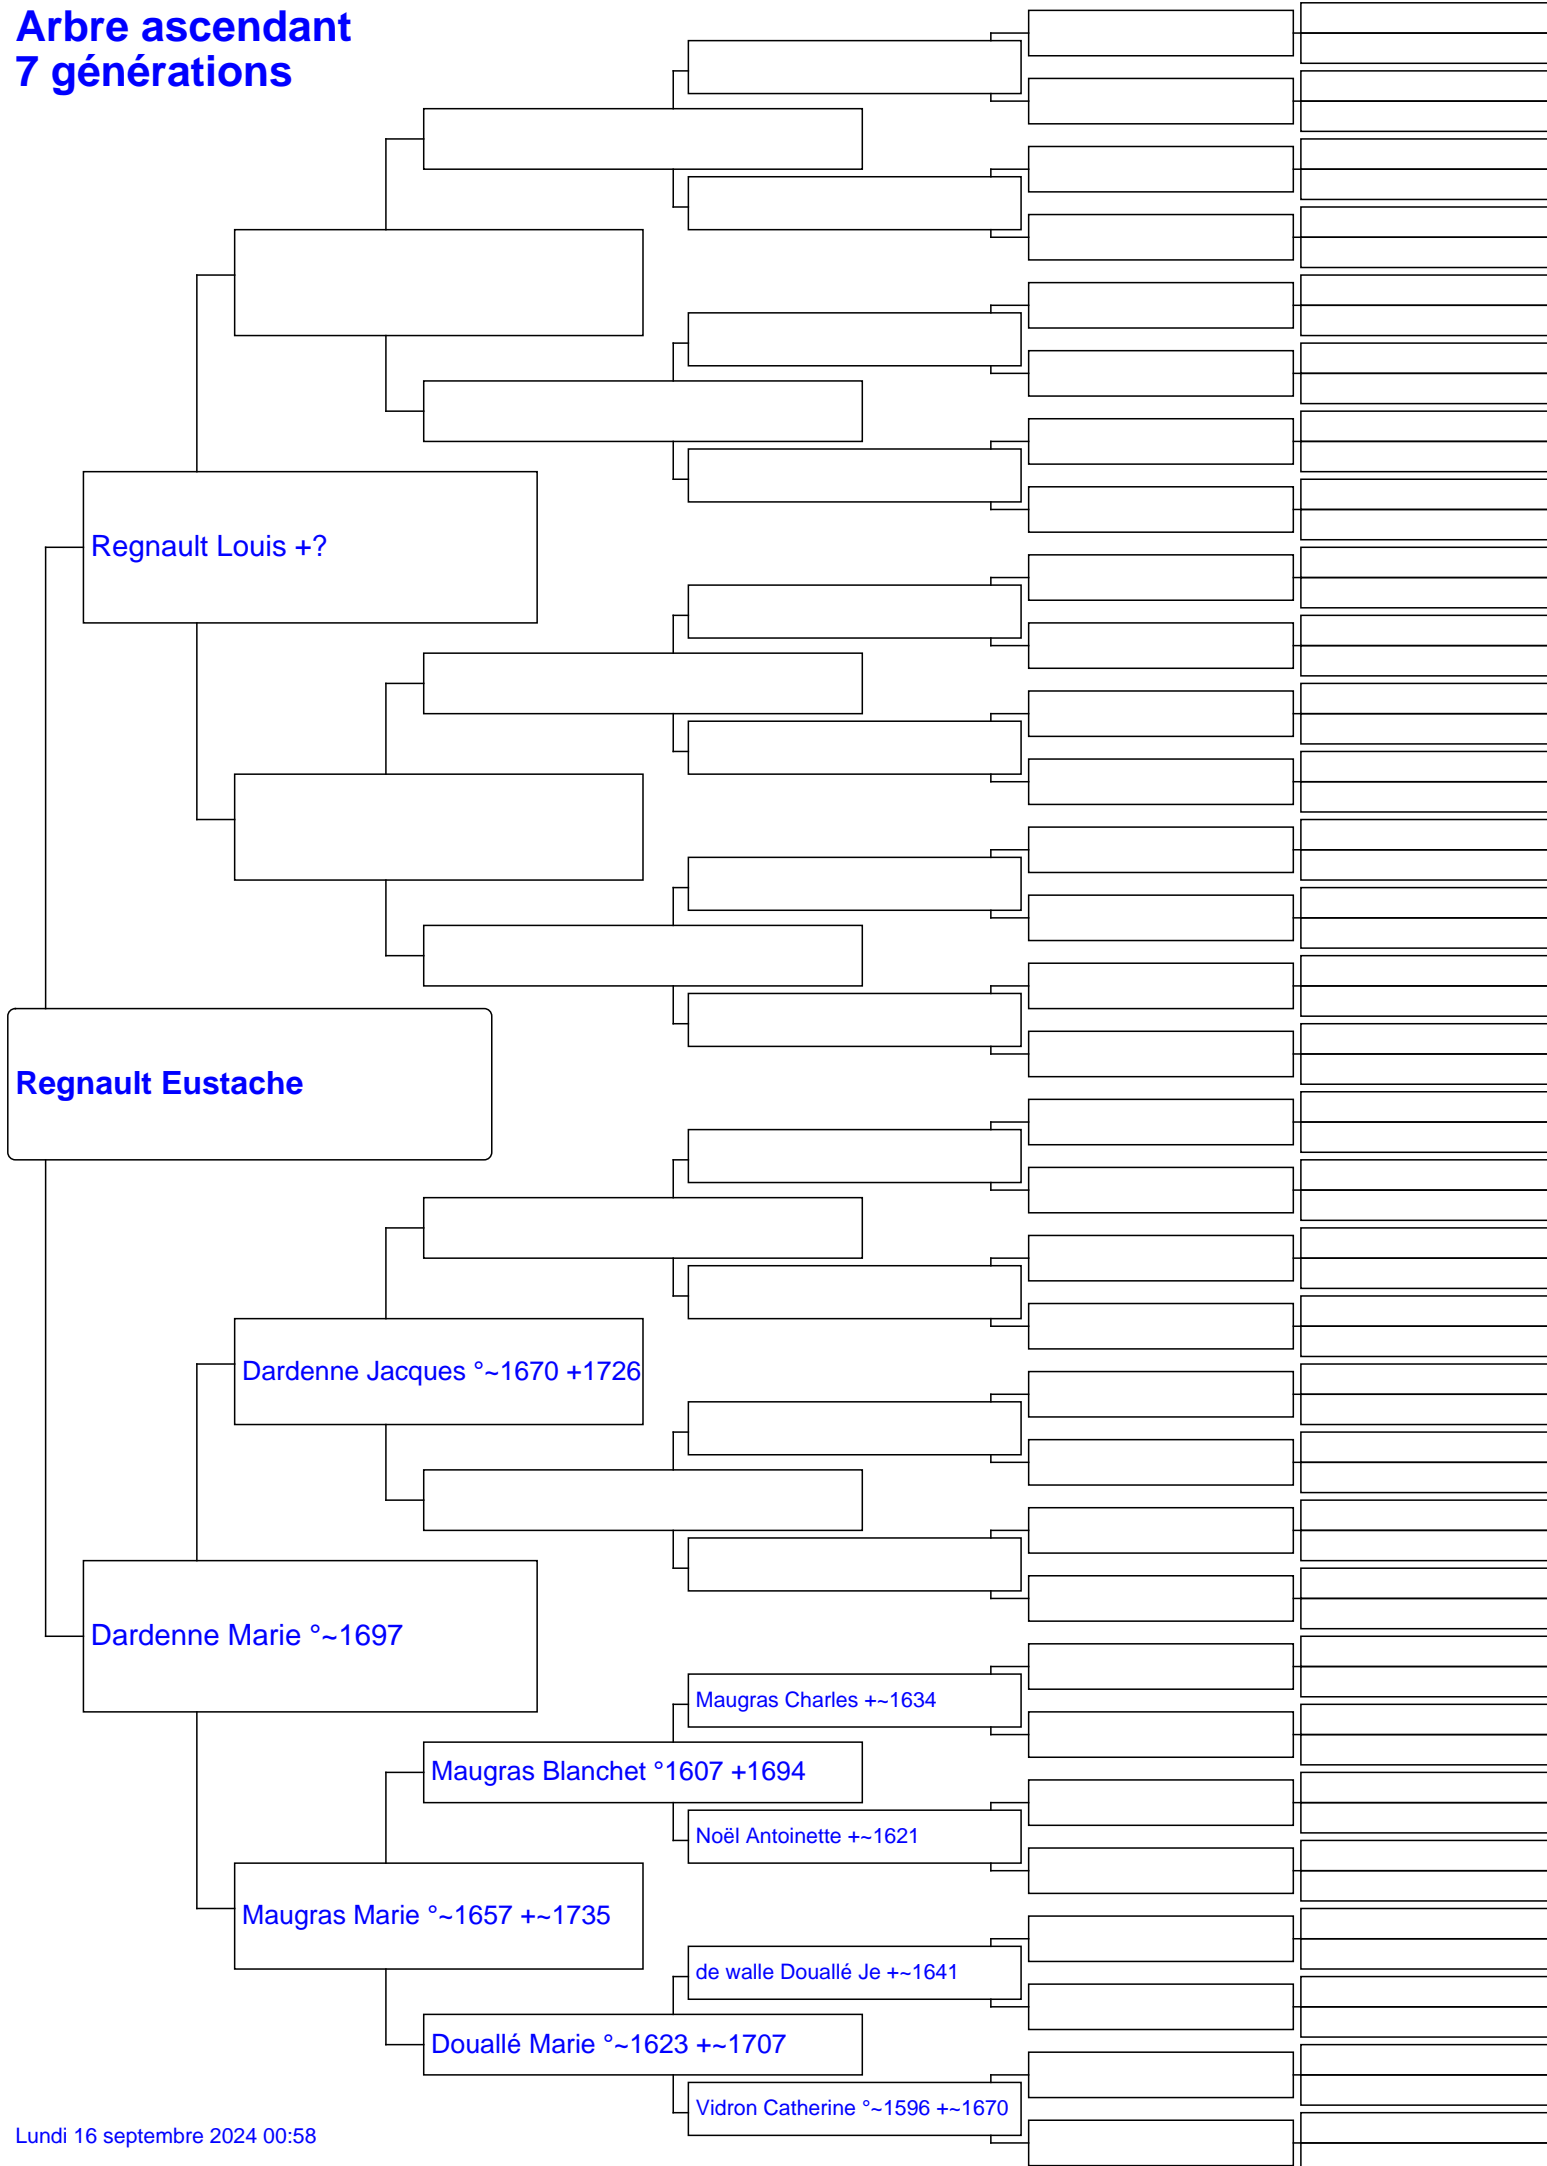 Arbre ascendant
7 générations
Regnault Louis +?
Regnault Eustache
Dardenne Jacques °~1670 +1726
Dardenne Marie °~1697
Maugras Charles +~1634
Maugras Blanchet °1607 +1694
Noël Antoinette +~1621
Maugras Marie °~1657 +~1735
de walle Douallé Je +~1641
Douallé Marie °~1623 +~1707
Vidron Catherine °~1596 +~1670
Lundi 16 septembre 2024 00:58